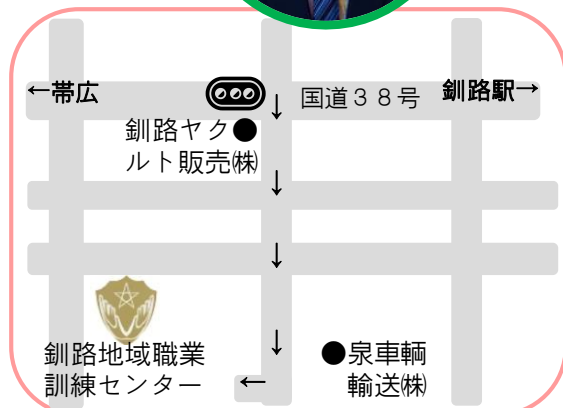 ←帯広
国道３８号
釧路駅→
↓
釧路ヤク●
ルト販売㈱
↓
↓
↓
釧路地域職業
訓練センター
←
●泉車輌
輸送㈱